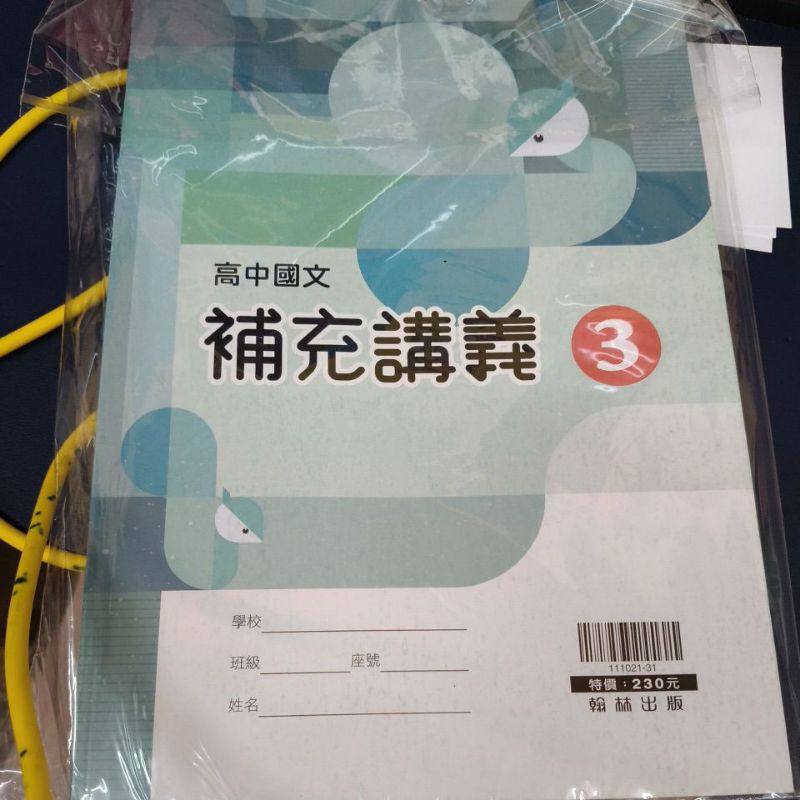 高中國文
補充講義 3
學校
班級 座號
姓名
111021-31
特價：230元
翰林出版